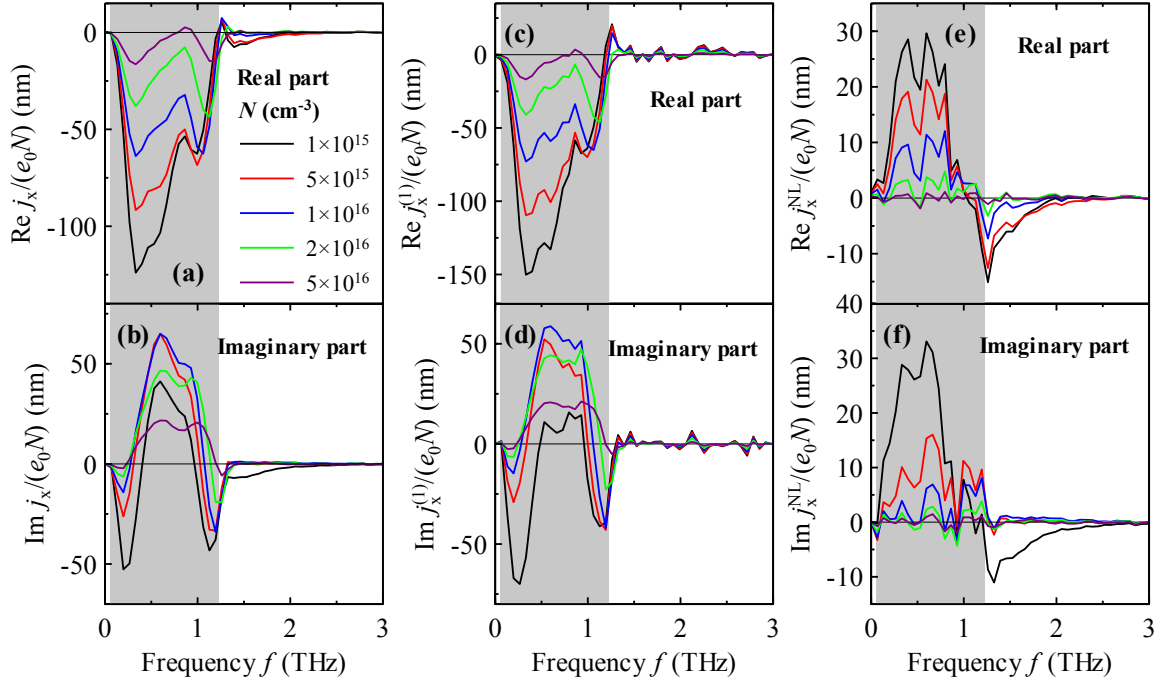 0
-50
-100
Re jₓ/(e₀N) (nm)
Real part
N (cm⁻³)
1×10¹⁵
5×10¹⁵
1×10¹⁶
2×10¹⁶
5×10¹⁶
(a)
50
0
-50
Im jₓ/(e₀N) (nm)
(b)
Imaginary part
0 1 2 3
Frequency f (THz)
50
0
-50
-100
-150
Re jₓ⁽¹⁾/(e₀N) (nm)
(c)
Real part
50
0
-50
Im jₓ⁽¹⁾/(e₀N) (nm)
(d)
Imaginary part
0 1 2 3
Frequency f (THz)
30
20
10
0
-10
Re jₓᴺᴸ/(e₀N) (nm)
(e)
Real part
40
30
20
10
0
-10
Im jₓᴺᴸ/(e₀N) (nm)
(f)
Imaginary part
0 1 2 3
Frequency f (THz)